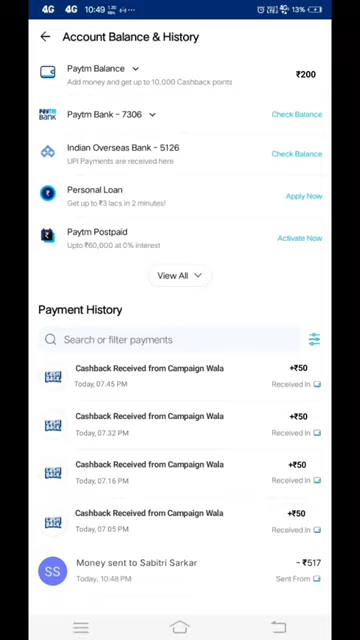 4G 4G 10:49
13%
Account Balance & History
Paytm Balance
Add money and get up to 10,000 Cashback points
₹200
Paytm Bank - 7306
Check Balance
Indian Overseas Bank - 5126
UPI Payments are received here
Check Balance
Personal Loan
Get up to ₹3 lacs in 2 minutes!
Apply Now
Paytm Postpaid
Upto ₹60,000 at 0% interest
Activate Now
View All
Payment History
Search or filter payments
Cashback Received from Campaign Wala
+₹50
Today, 07.45 PM
Received In
Cashback Received from Campaign Wala
+₹50
Today, 07.32 PM
Received In
Cashback Received from Campaign Wala
+₹50
Today, 07.16 PM
Received In
Cashback Received from Campaign Wala
+₹50
Today, 07.05 PM
Received In
SS
Money sent to Sabitri Sarkar
- ₹517
Today, 10:48 PM
Sent From